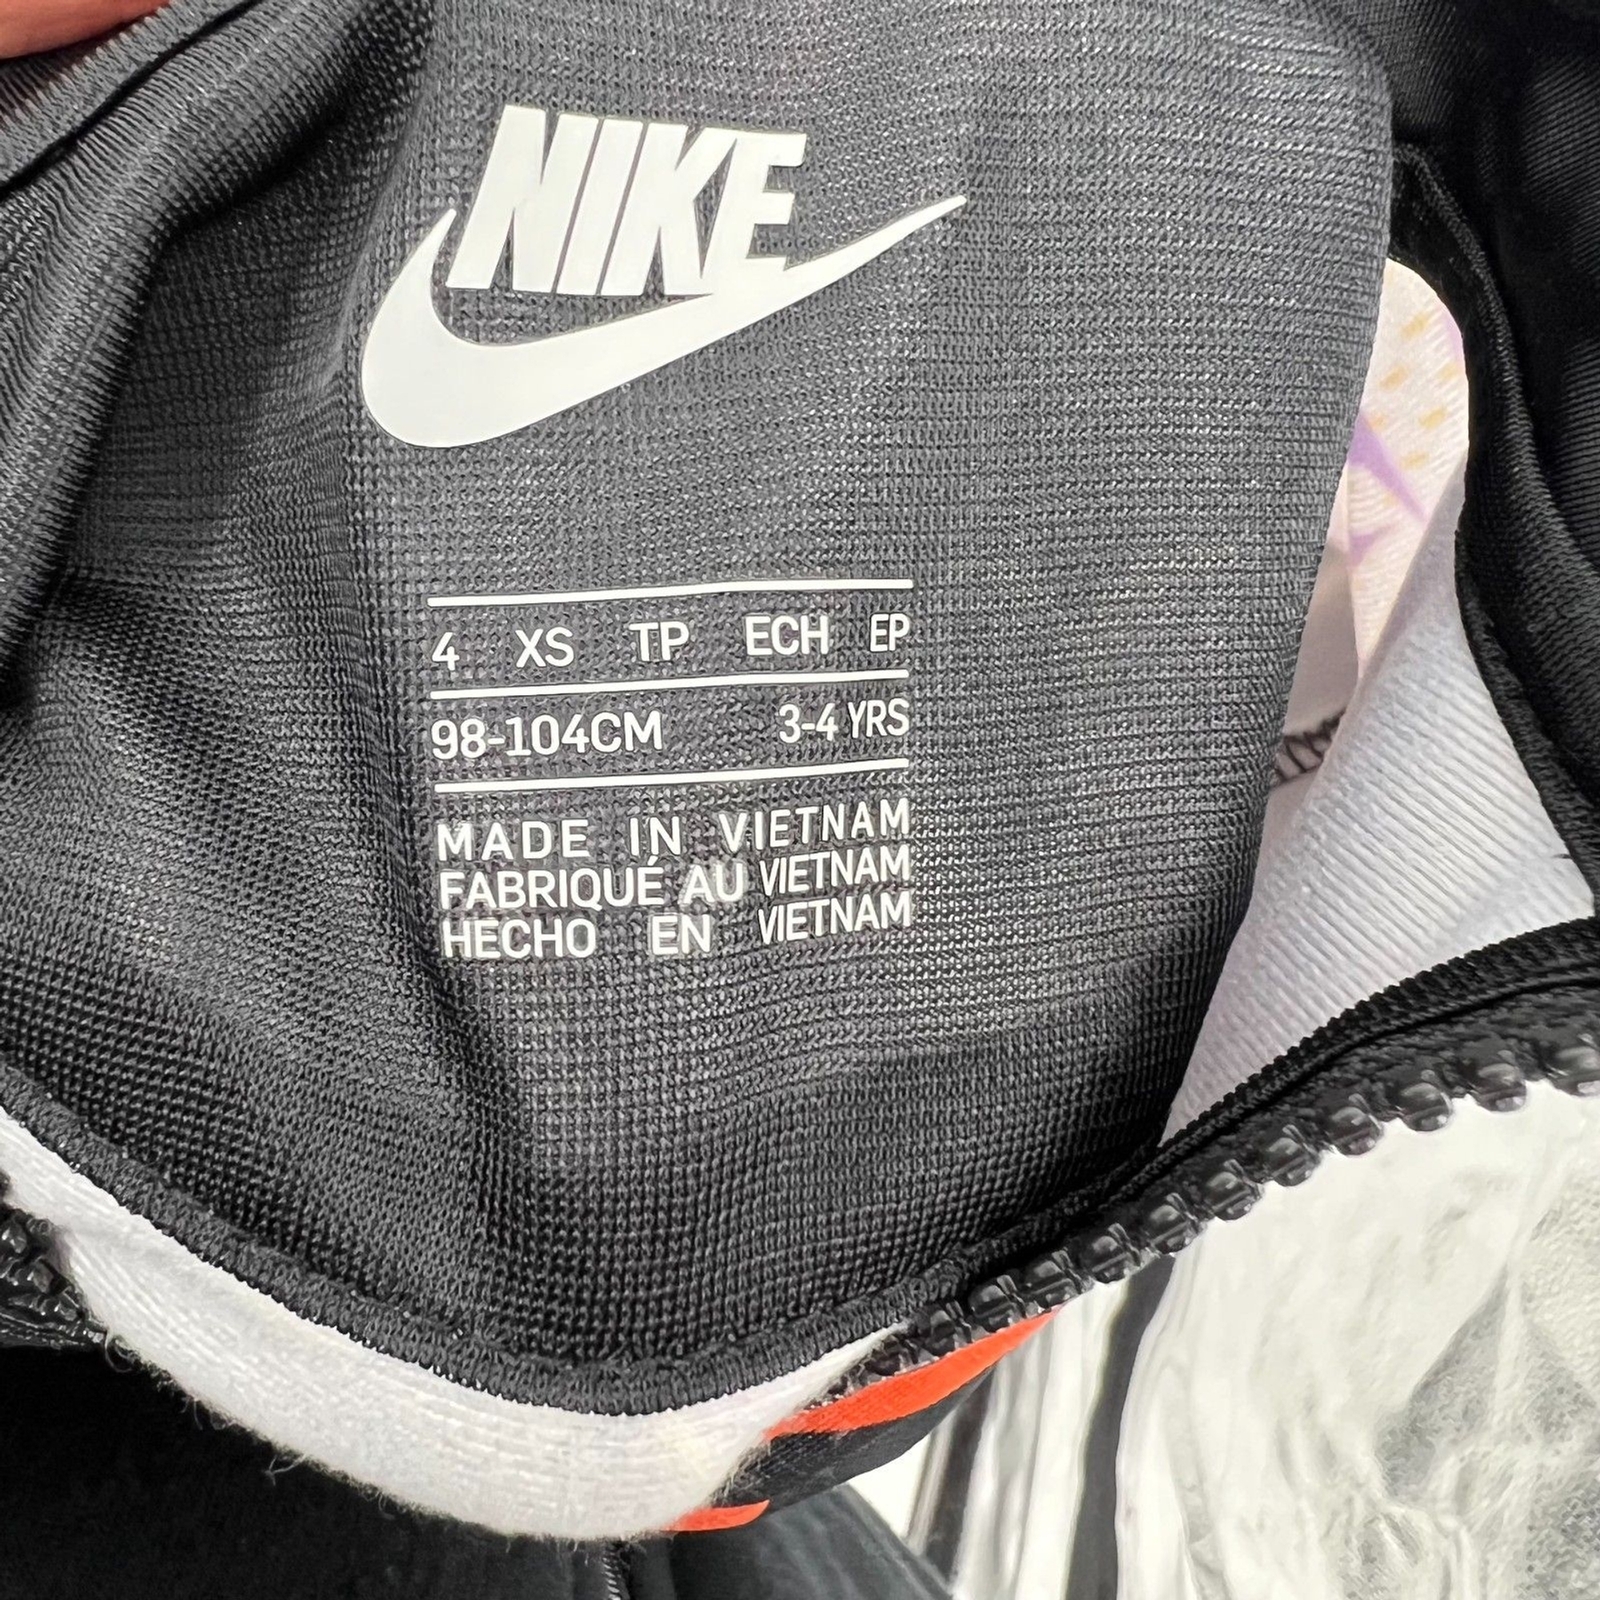 NIKE
4 XS TP ECH EP
98-104CM 3-4 YRS
MADE IN VIETNAM
FABRIQUÉ AU VIETNAM
HECHO EN VIETNAM